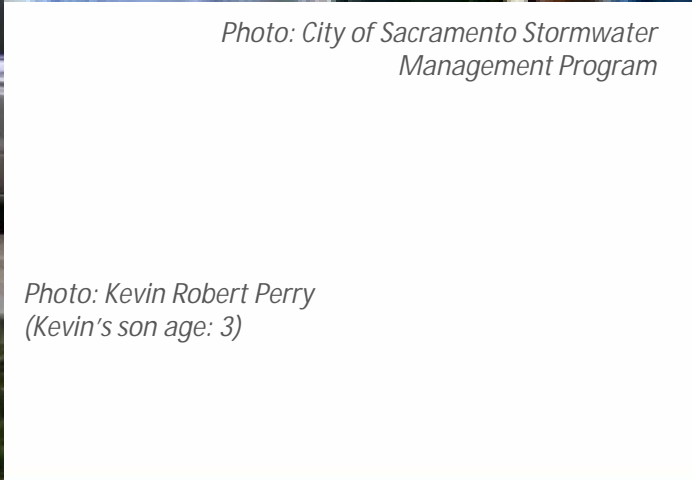 Photo: City of Sacramento Stormwater
Management Program
Photo: Kevin Robert Perry
(Kevin's son age: 3)